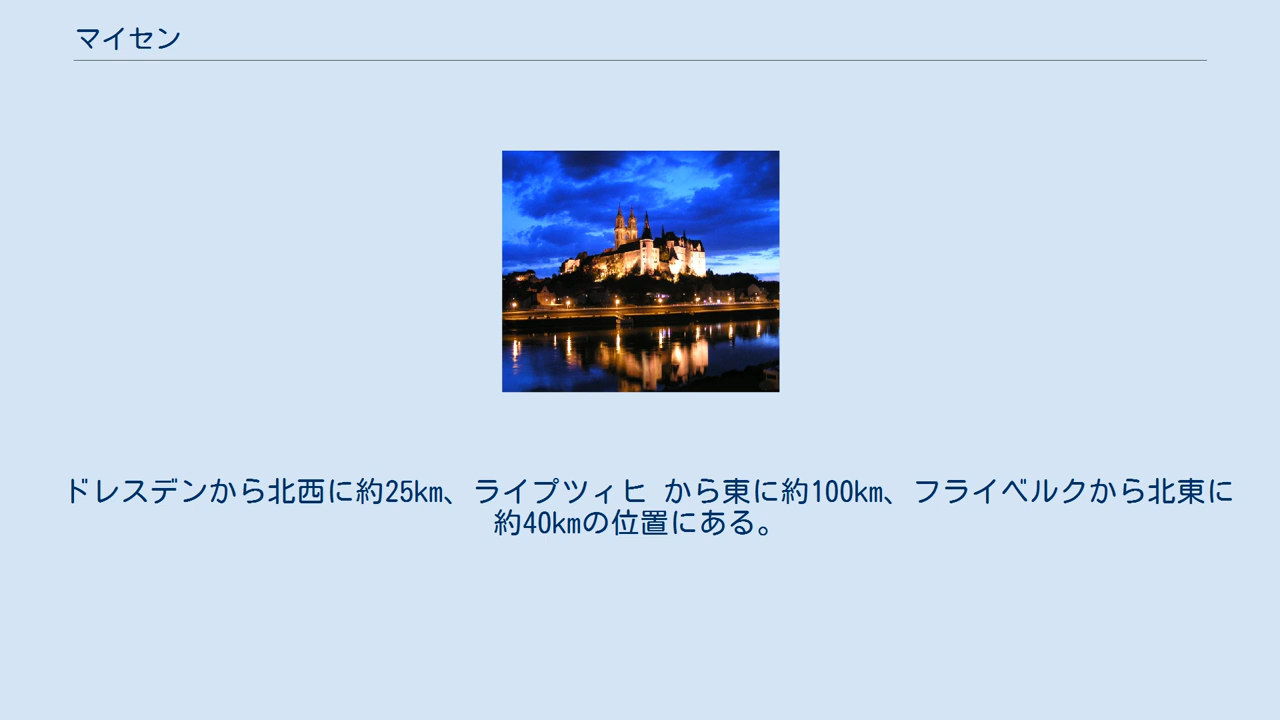 マイセン
ドレスデンから北西に約25km、ライプツィヒ から東に約100km、フライベルクから北東に
約40kmの位置にある。